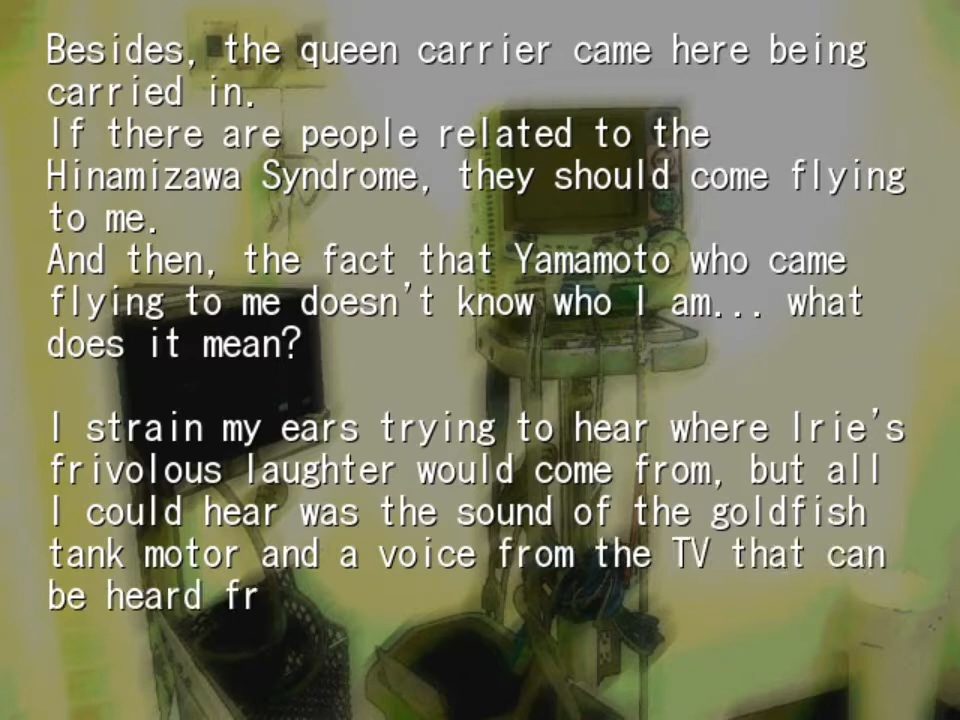 Besides, the queen carrier came here being
carried in.
If there are people related to the
Hinamizawa Syndrome, they should come flying
to me.
And then, the fact that Yamamoto who came
flying to me doesn't know who I am... what
does it mean?
I strain my ears trying to hear where Irie's
frivolous laughter would come from, but all
I could hear was the sound of the goldfish
tank motor and a voice from the TV that can
be heard fr